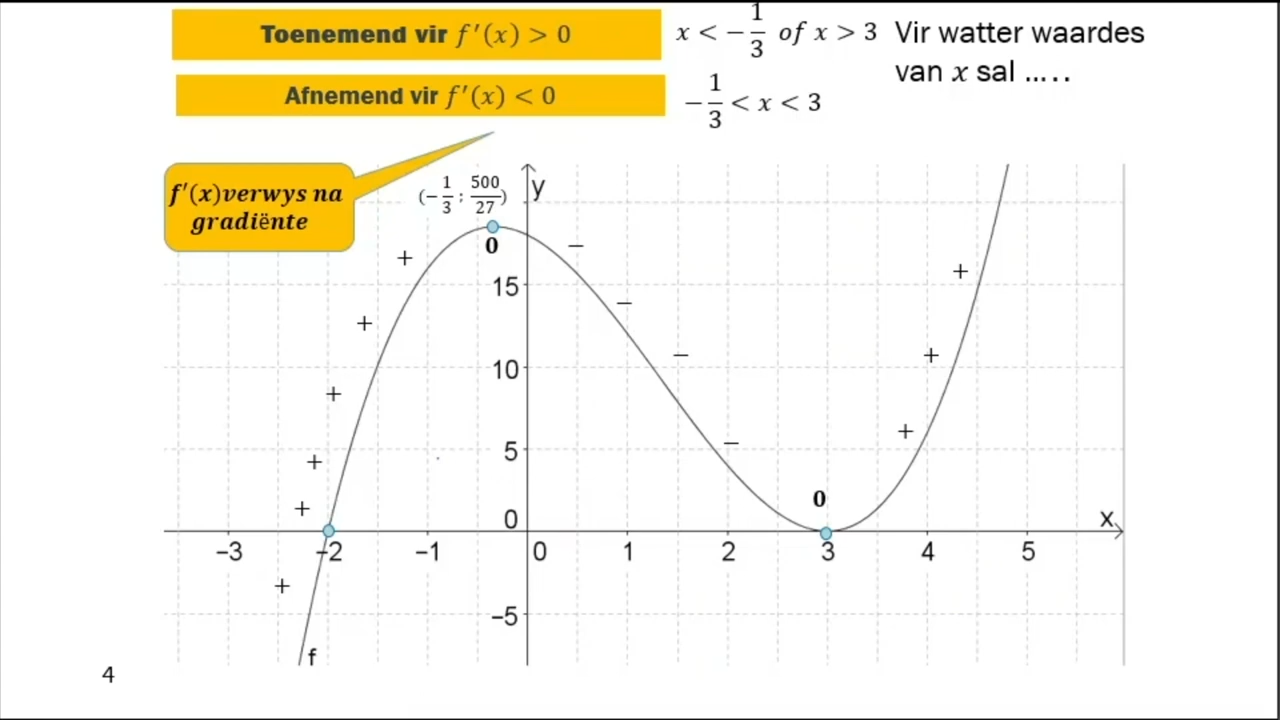 Toenemend vir f′(x) > 0
x < −1/3 of x > 3
Vir watter waardes
van x sal .....
Afnemend vir f′(x) < 0
−1/3 < x < 3
f′(x)verwys na
gradiënte
(−1/3 ; 500/27)
y
0
−
+
−
+
15
−
+
+
10
−
+
+
−
+
5
+
0
+
0
x
−3
−2
−1
0
1
2
3
4
5
+
−5
f
4